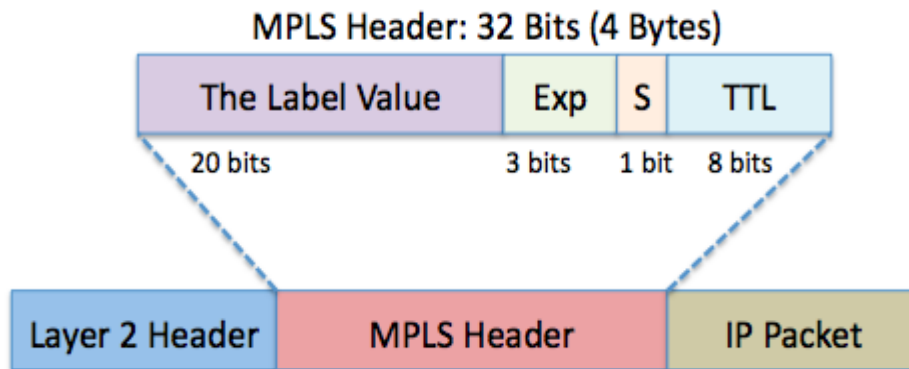 MPLS Header: 32 Bits (4 Bytes)
The Label Value Exp S TTL
20 bits 3 bits 1 bit 8 bits
Layer 2 Header MPLS Header IP Packet